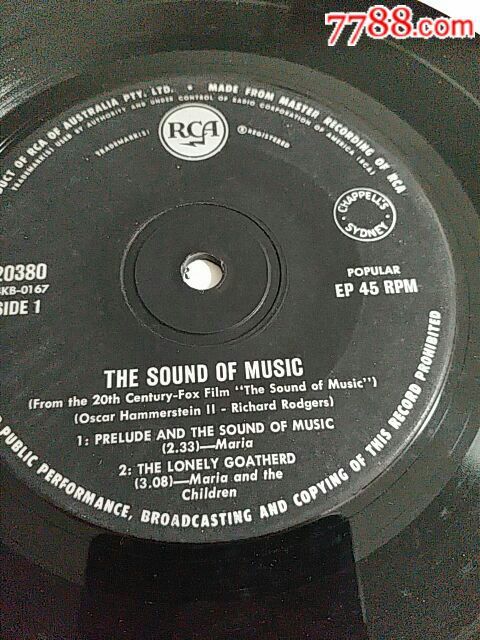 7788.com
DUCT OF RCA OF AUSTRALIA PTY. LTD. • MADE FROM MASTER RECORDING OF RCA
TRADEMARK(S) USED BY AUTHORITY AND UNDER CONTROL OF RADIO CORPORATION OF AMERICA (RCA)
RCA
TRADEMARK(S) ®REGISTERED
CHAPPELL'S
SYDNEY
20380
KB-0167
SIDE 1
POPULAR
EP 45 RPM
THE SOUND OF MUSIC
(From the 20th Century-Fox Film "The Sound of Music")
(Oscar Hammerstein II - Richard Rodgers)
1: PRELUDE AND THE SOUND OF MUSIC
(2.33)—Maria
2: THE LONELY GOATHERD
(3.08)—Maria and the
Children
PUBLIC PERFORMANCE, BROADCASTING AND COPYING OF THIS RECORD PROHIBITED